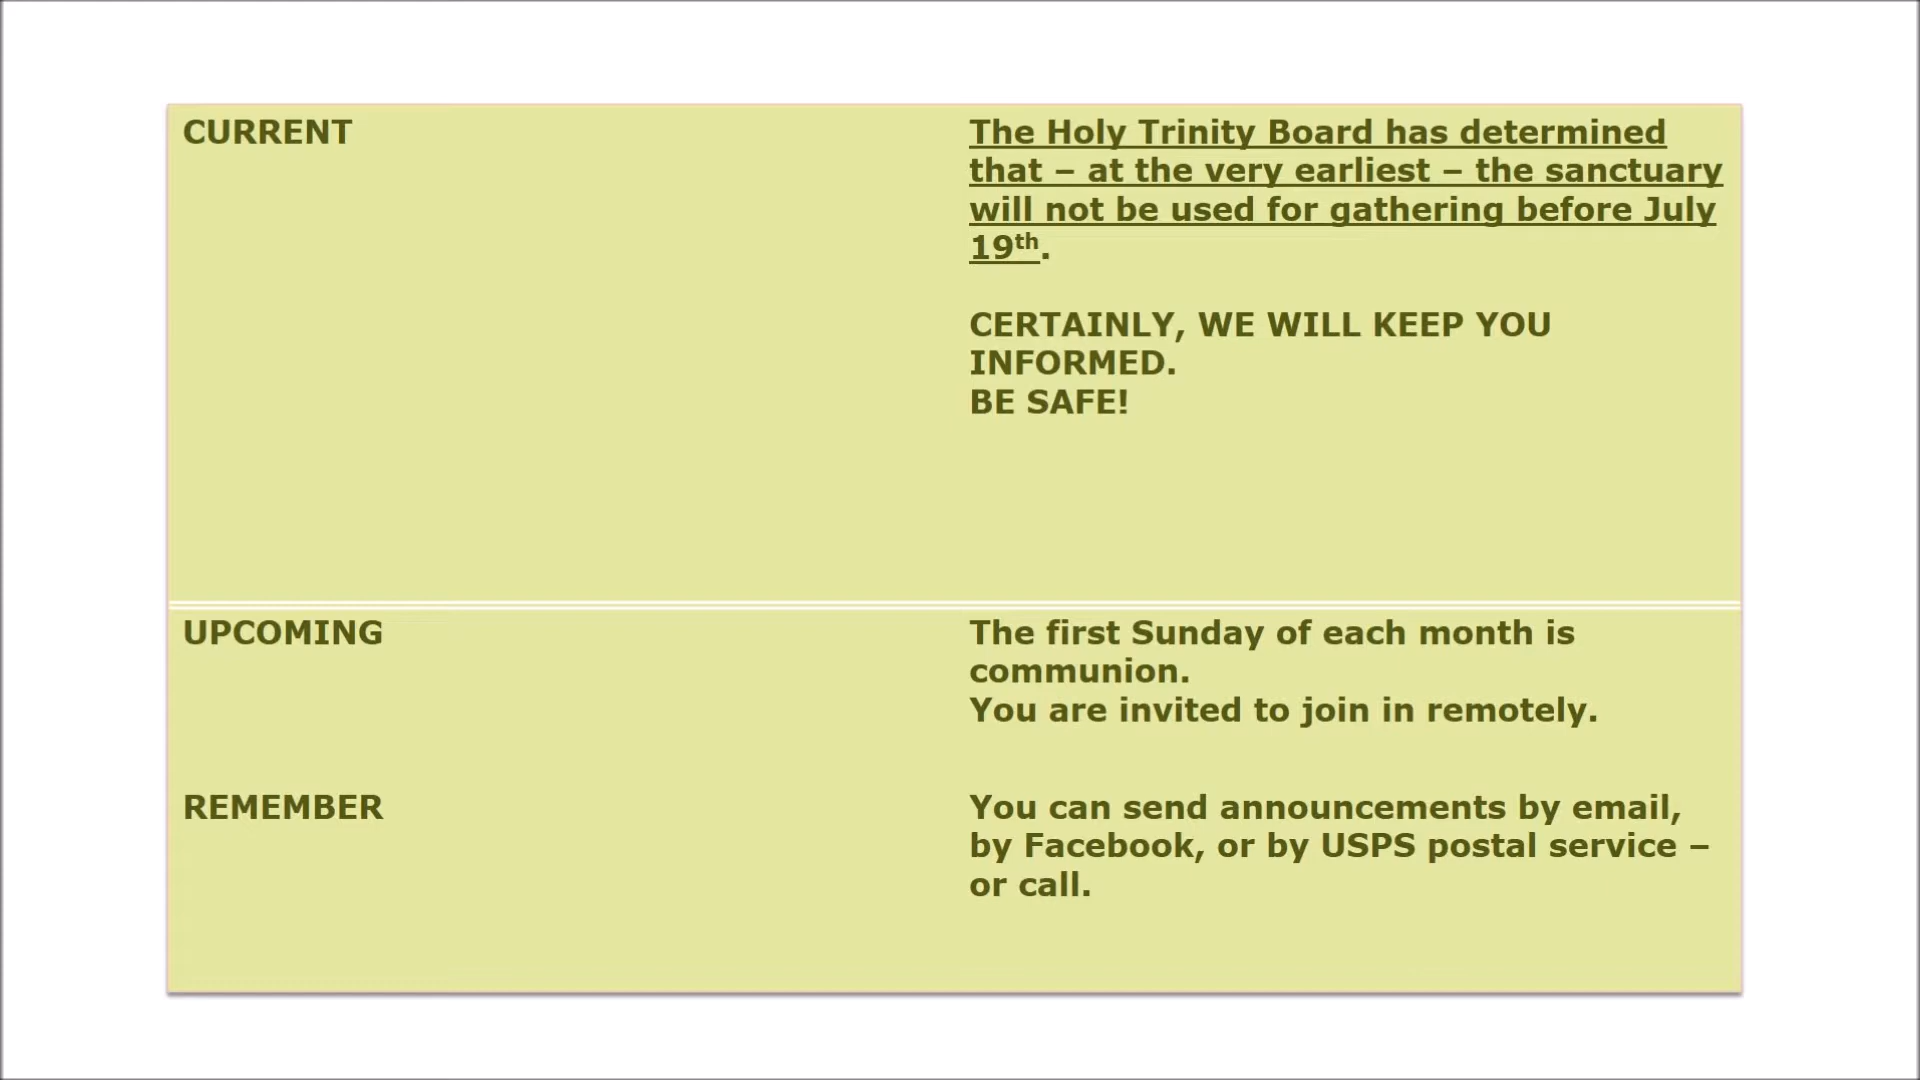 CURRENT
The Holy Trinity Board has determined
that – at the very earliest – the sanctuary
will not be used for gathering before July
19th.
CERTAINLY, WE WILL KEEP YOU
INFORMED.
BE SAFE!
UPCOMING
The first Sunday of each month is
communion.
You are invited to join in remotely.
REMEMBER
You can send announcements by email,
by Facebook, or by USPS postal service –
or call.